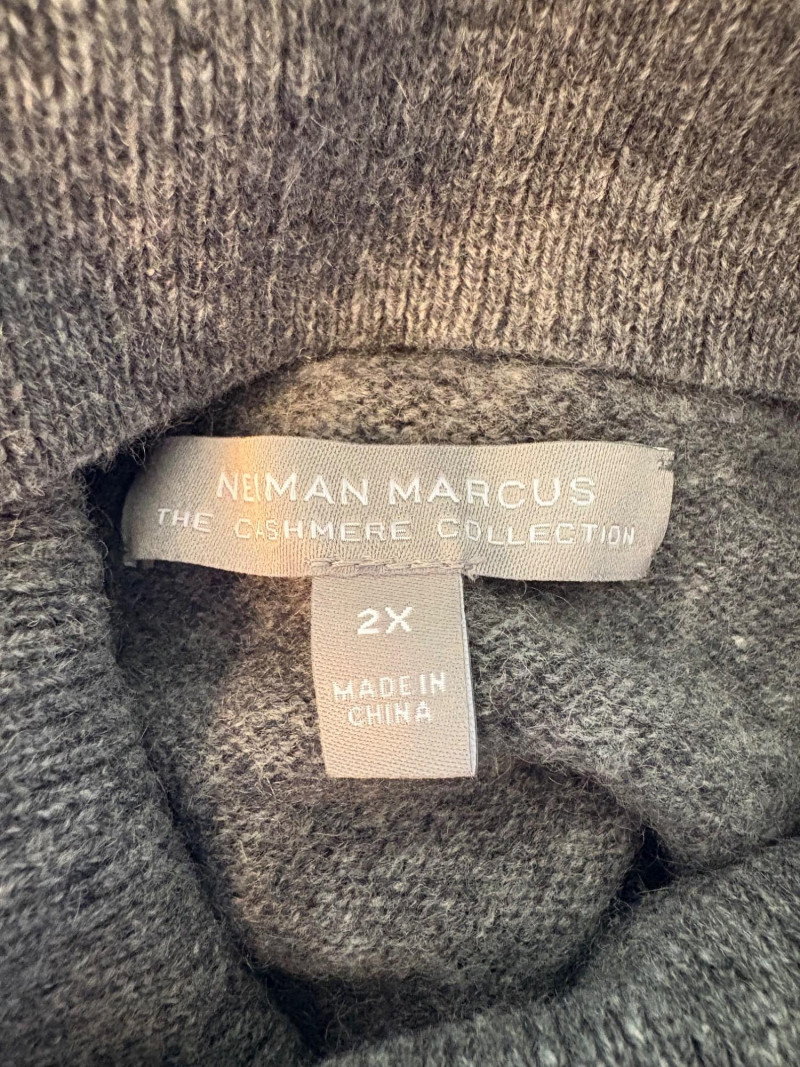 NEIMAN MARCUS
THE CASHMERE COLLECTION
2X
MADE IN
CHINA